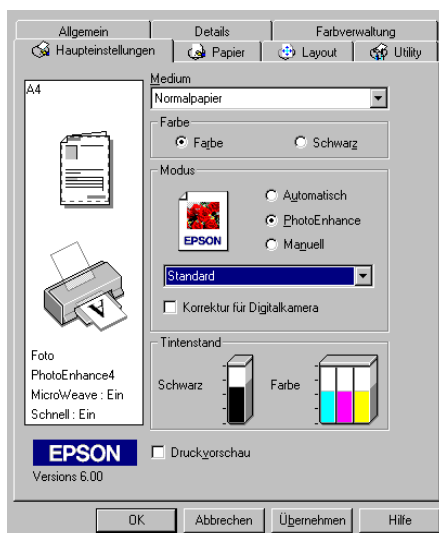 Allgemein Details Farbverwaltung
Haupteinstellungen Papier Layout Utility
A4
Medium
Normalpapier
Farbe
Farbe Schwarz
Modus
Automatisch
PhotoEnhance
Manuell
EPSON
Standard
Korrektur für Digitalkamera
Tintenstand
Schwarz Farbe
A
Foto
PhotoEnhance4
MicroWeave : Ein
Schnell : Ein
EPSON
Versions 6.00
Druckvorschau
OK Abbrechen Übernehmen Hilfe